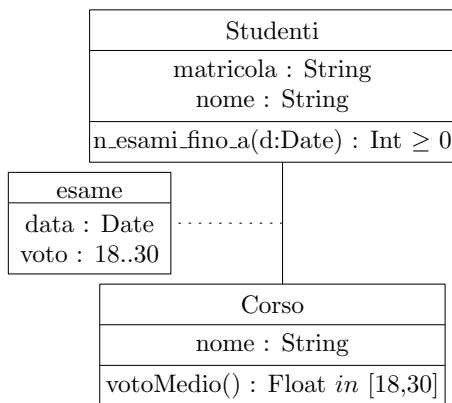 Studenti
matricola : String
nome : String
n_esami_fino_a(d:Date) : Int ≥ 0
esame
data : Date
voto : 18..30
Corso
nome : String
votoMedio() : Float in [18,30]